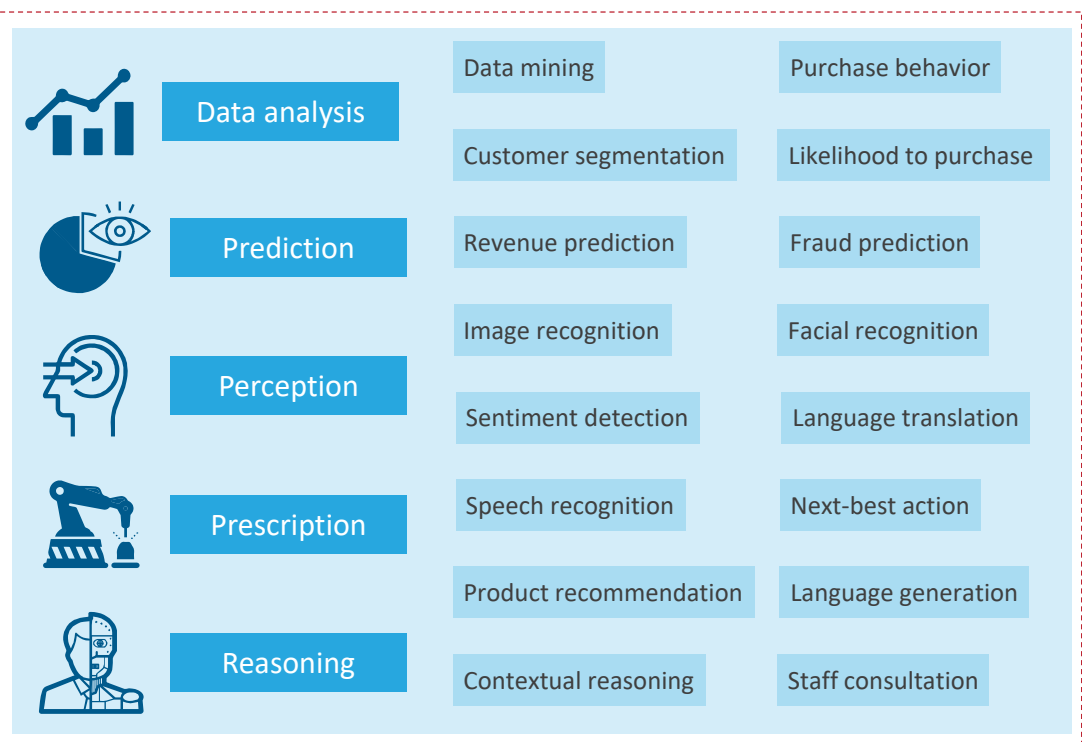 Data analysis
Prediction
Perception
Prescription
Reasoning
Data mining
Purchase behavior
Customer segmentation
Likelihood to purchase
Revenue prediction
Fraud prediction
Image recognition
Facial recognition
Sentiment detection
Language translation
Speech recognition
Next-best action
Product recommendation
Language generation
Contextual reasoning
Staff consultation